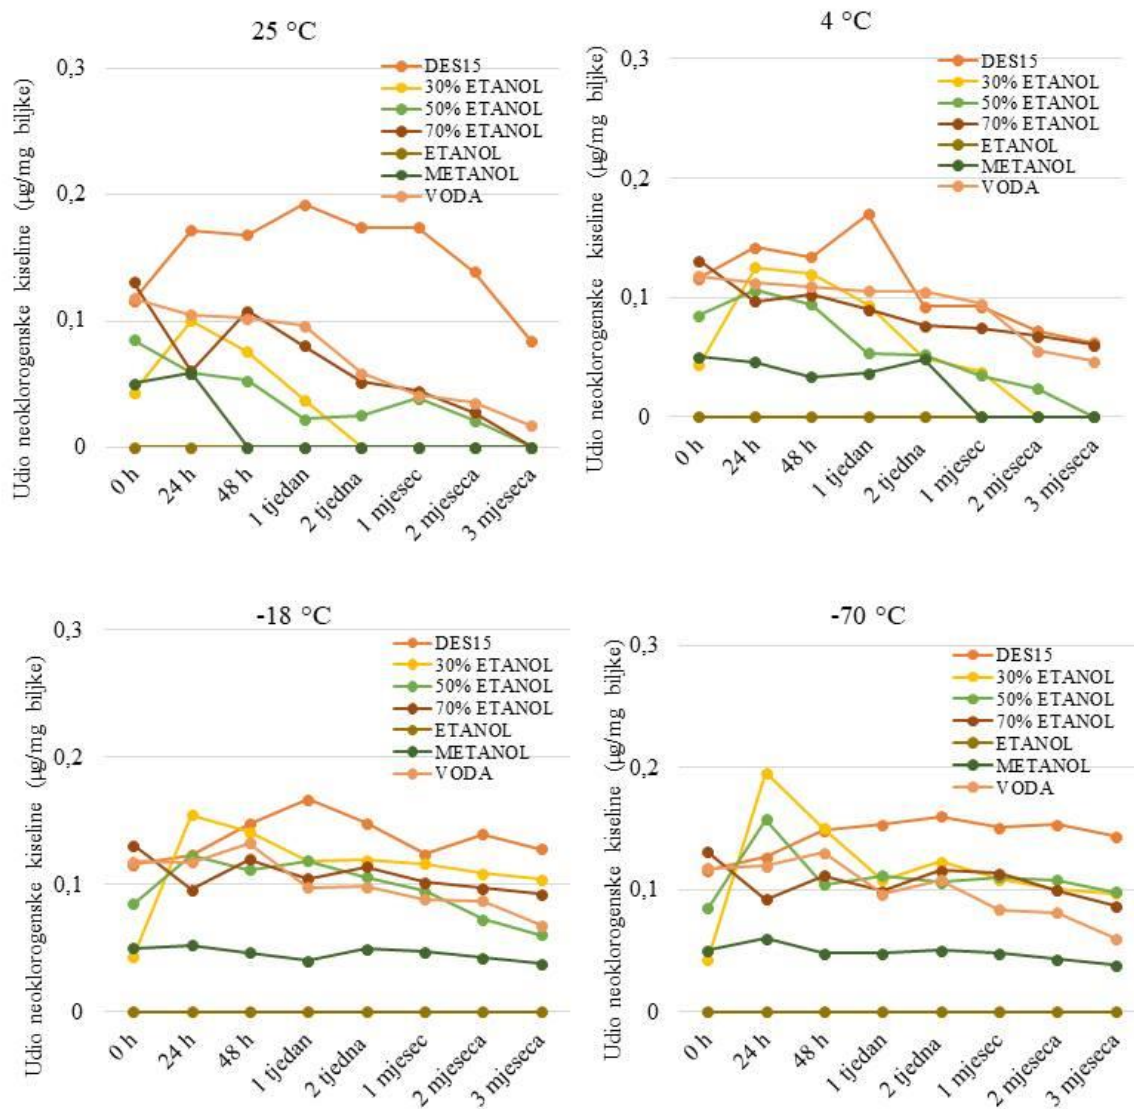 25 °C
Udio neoklorogenske kiseline (µg/mg biljke)
0,3
0,2
0,1
0
DES15
30% ETANOL
50% ETANOL
70% ETANOL
ETANOL
METANOL
VODA
0 h
24 h
48 h
1 tjedan
2 tjedna
1 mjesec
2 mjeseca
3 mjeseca
4 °C
Udio neoklorogenske kiseline (µg/mg biljke)
0,3
0,2
0,1
0
DES15
30% ETANOL
50% ETANOL
70% ETANOL
ETANOL
METANOL
VODA
0 h
24 h
48 h
1 tjedan
2 tjedna
1 mjesec
2 mjeseca
3 mjeseca
-18 °C
Udio neoklorogenske kiseline (µg/mg biljke)
0,3
0,2
0,1
0
DES15
30% ETANOL
50% ETANOL
70% ETANOL
ETANOL
METANOL
VODA
0 h
24 h
48 h
1 tjedan
2 tjedna
1 mjesec
2 mjeseca
3 mjeseca
-70 °C
Udio neoklorogenske kiseline (µg/mg biljke)
0,3
0,2
0,1
0
DES15
30% ETANOL
50% ETANOL
70% ETANOL
ETANOL
METANOL
VODA
0 h
24 h
48 h
1 tjedan
2 tjedna
1 mjesec
2 mjeseca
3 mjeseca